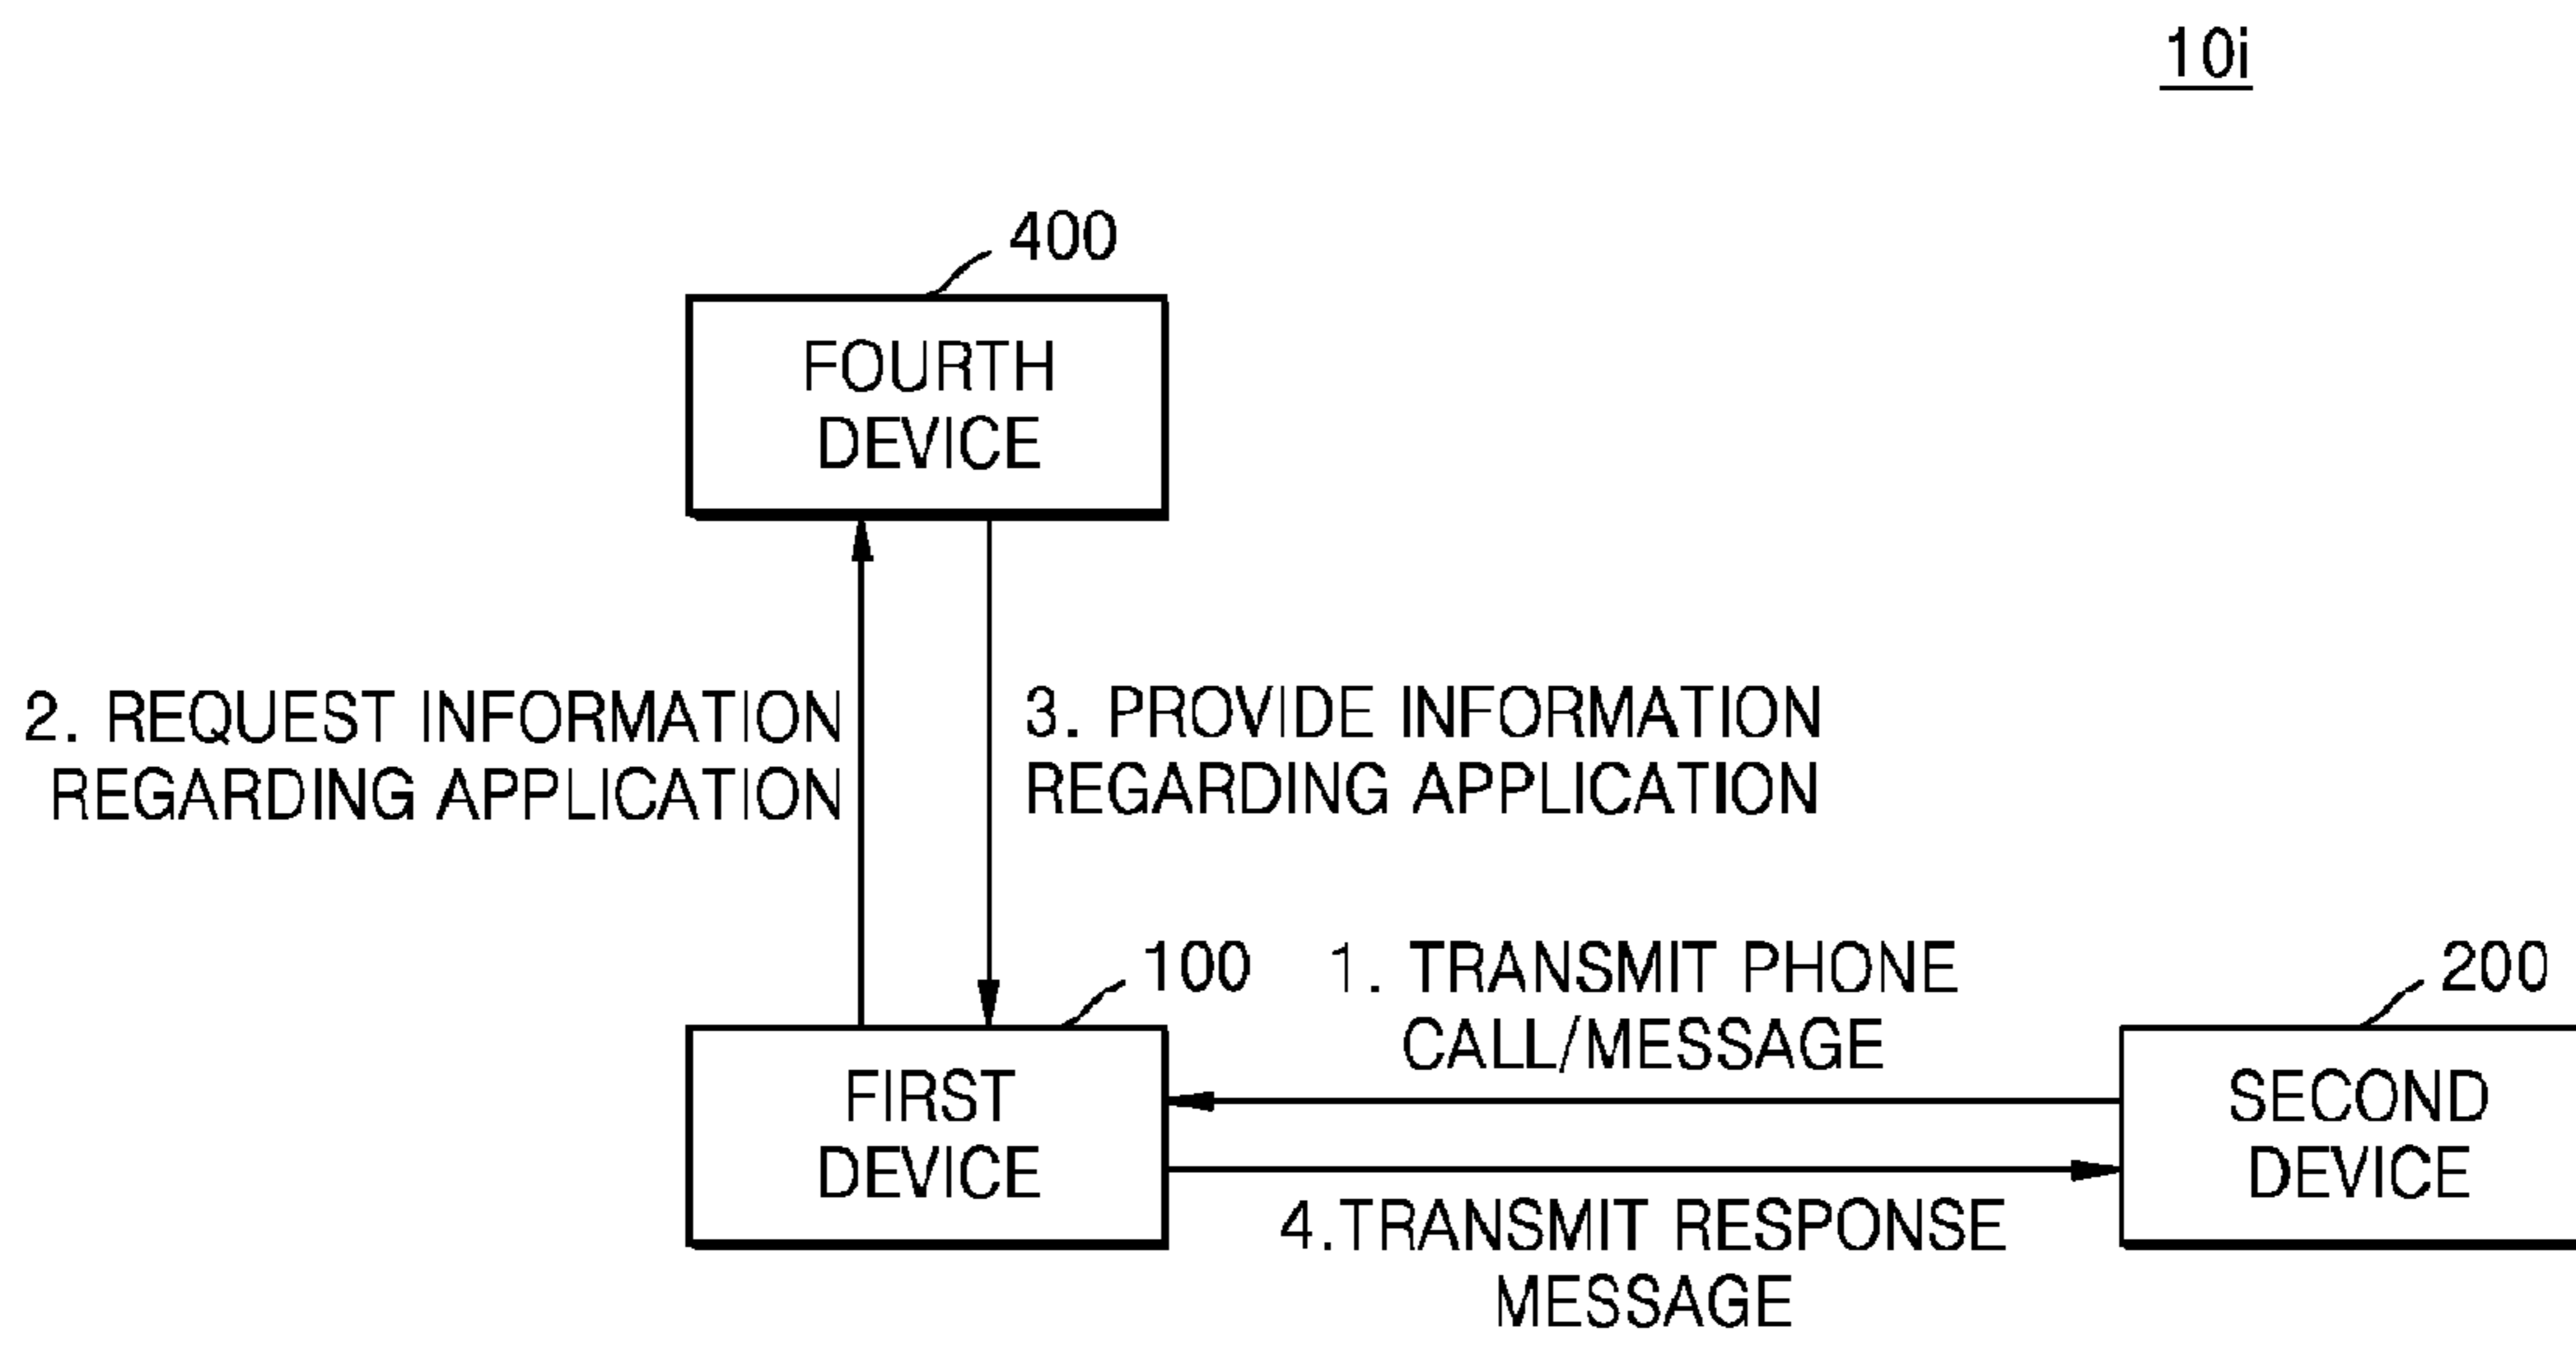 10i
400
FOURTH
DEVICE
2. REQUEST INFORMATION
REGARDING APPLICATION
3. PROVIDE INFORMATION
REGARDING APPLICATION
100
1. TRANSMIT PHONE
CALL/MESSAGE
200
FIRST
DEVICE
SECOND
DEVICE
4.TRANSMIT RESPONSE
MESSAGE